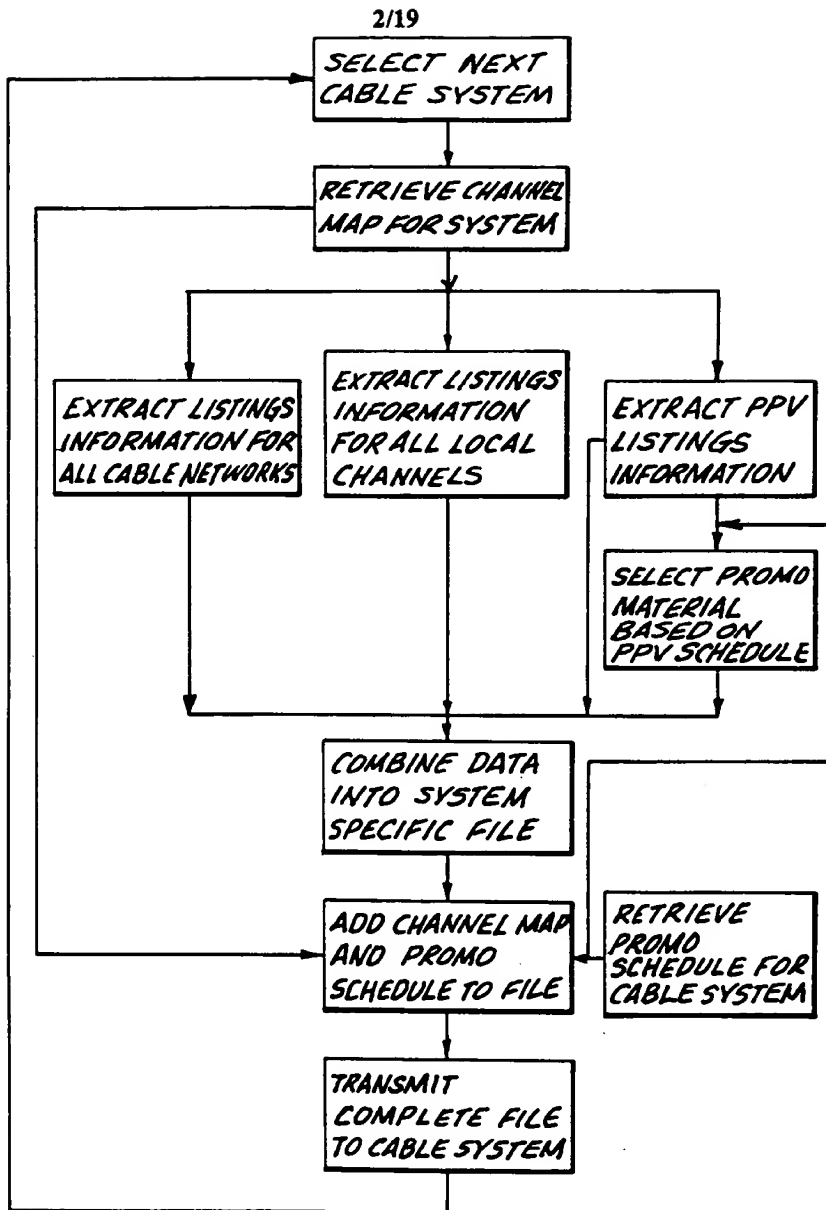 2/19
SELECT NEXT
CABLE SYSTEM
RETRIEVE CHANNEL
MAP FOR SYSTEM
EXTRACT LISTINGS
INFORMATION FOR
ALL CABLE NETWORKS
EXTRACT LISTINGS
INFORMATION
FOR ALL LOCAL
CHANNELS
EXTRACT PPV
LISTINGS
INFORMATION
SELECT PROMO
MATERIAL
BASED ON
PPV SCHEDULE
COMBINE DATA
INTO SYSTEM
SPECIFIC FILE
ADD CHANNEL MAP
AND PROMO
SCHEDULE TO FILE
RETRIEVE
PROMO
SCHEDULE FOR
CABLE SYSTEM
TRANSMIT
COMPLETE FILE
TO CABLE SYSTEM